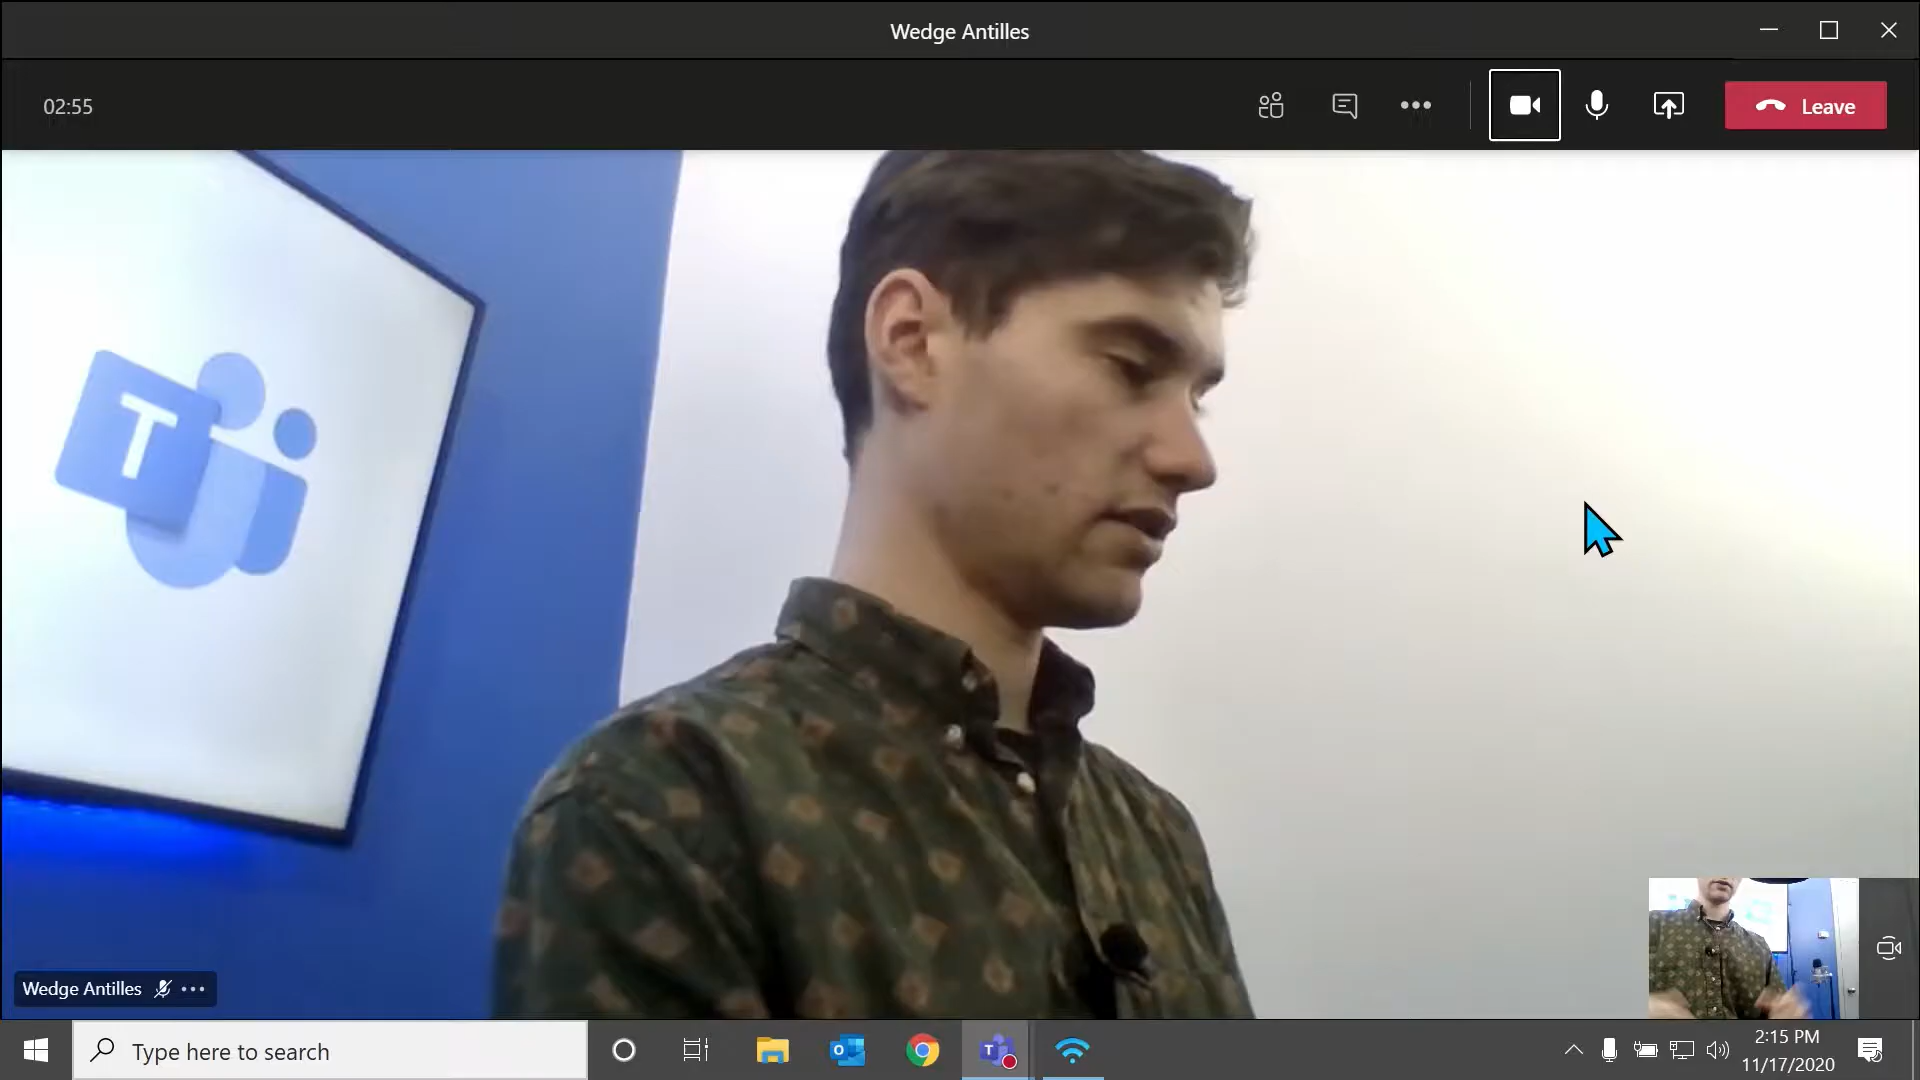 Wedge Antilles
02:55
Leave
T
Wedge Antilles
Type here to search
2:15 PM
11/17/2020